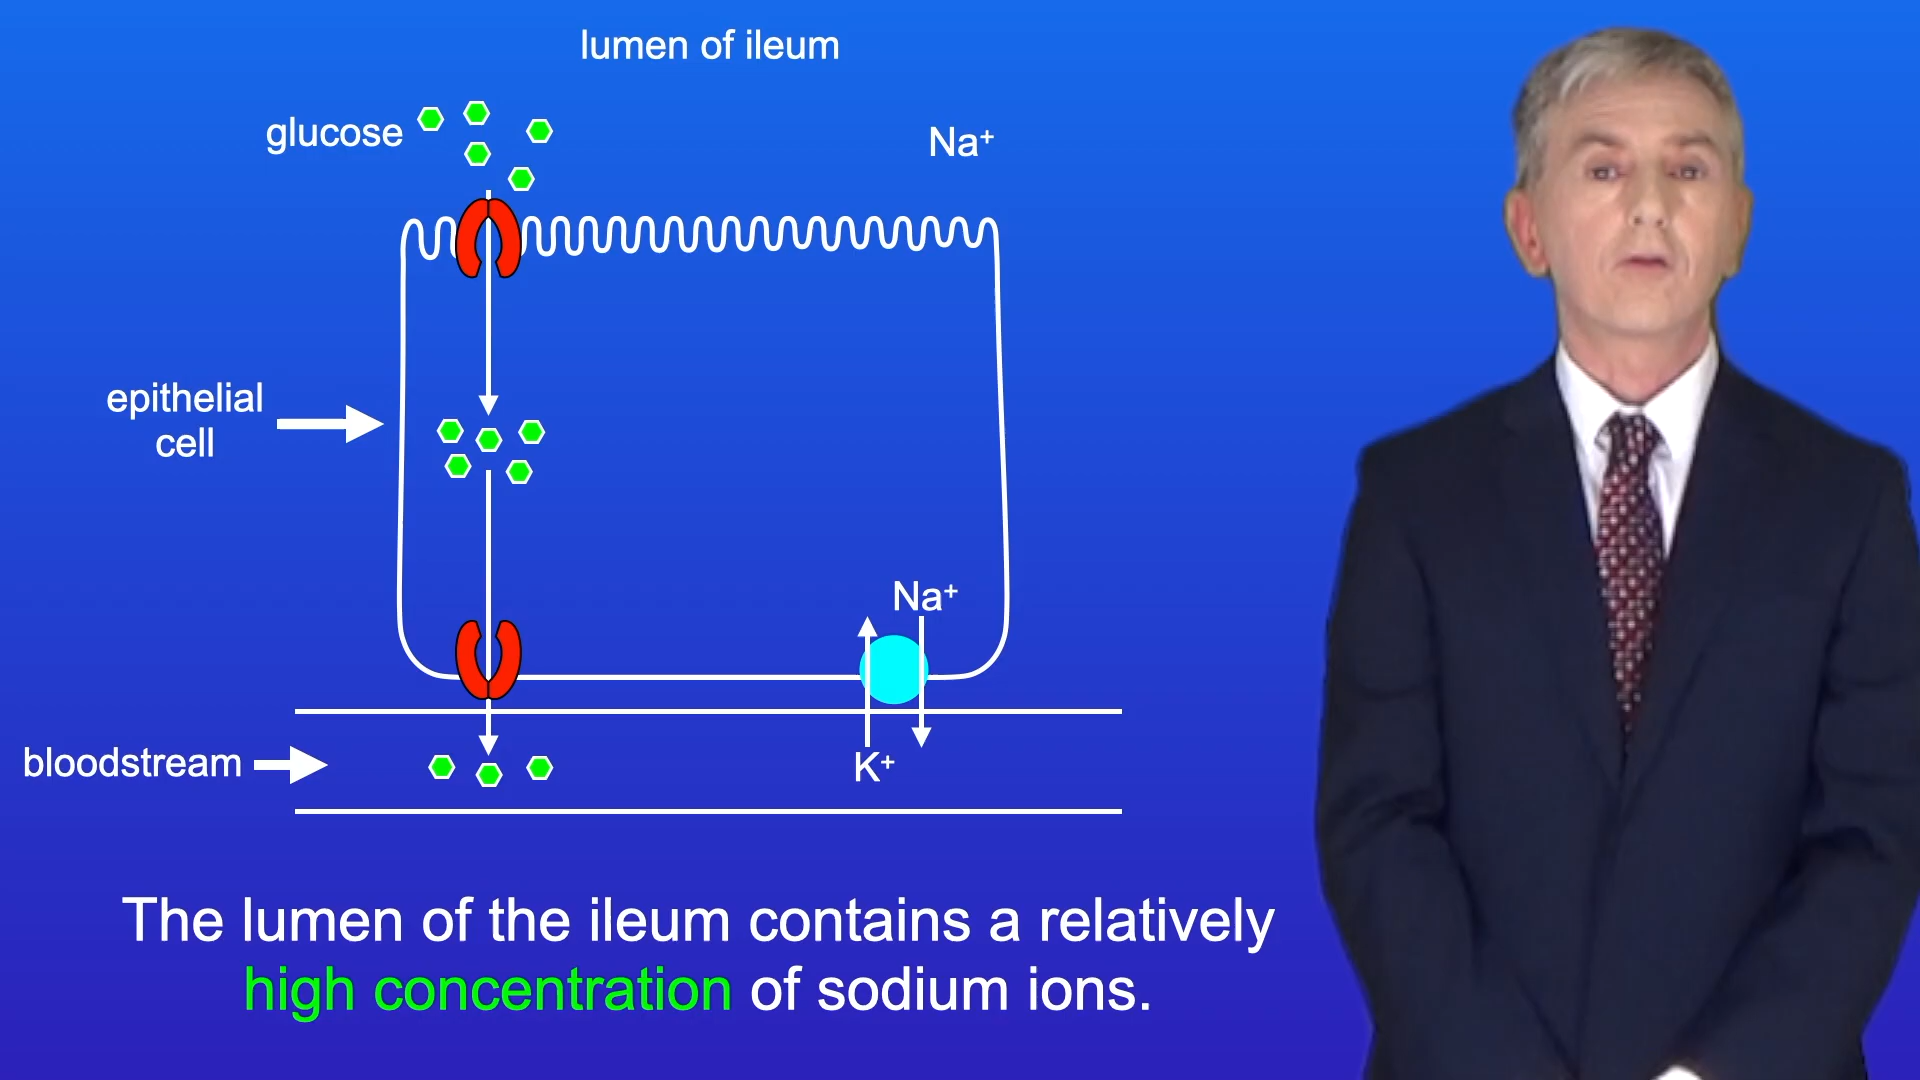 lumen of ileum
glucose
Na⁺
epithelial
cell
Na⁺
bloodstream
K⁺
The lumen of the ileum contains a relatively
high concentration of sodium ions.